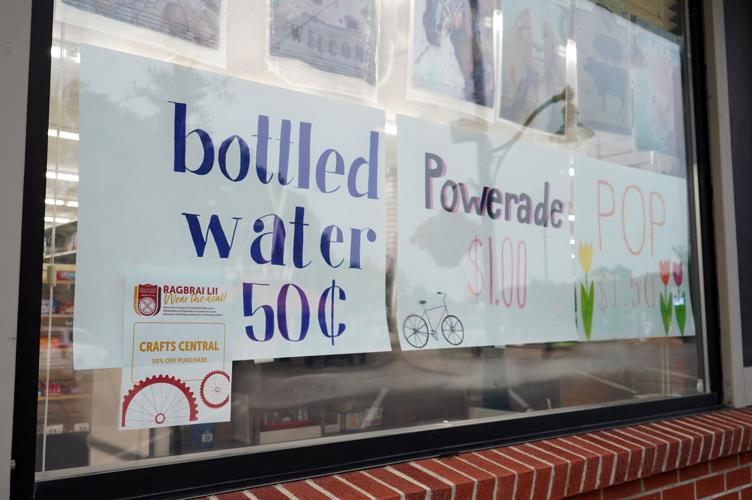 WELCOME
bottled
water
50¢
Powerade
$1.00
POP
$1.50
RAGBRAI LII
Wear the deal!
CRAFTS CENTRAL
10% OFF PURCHASE